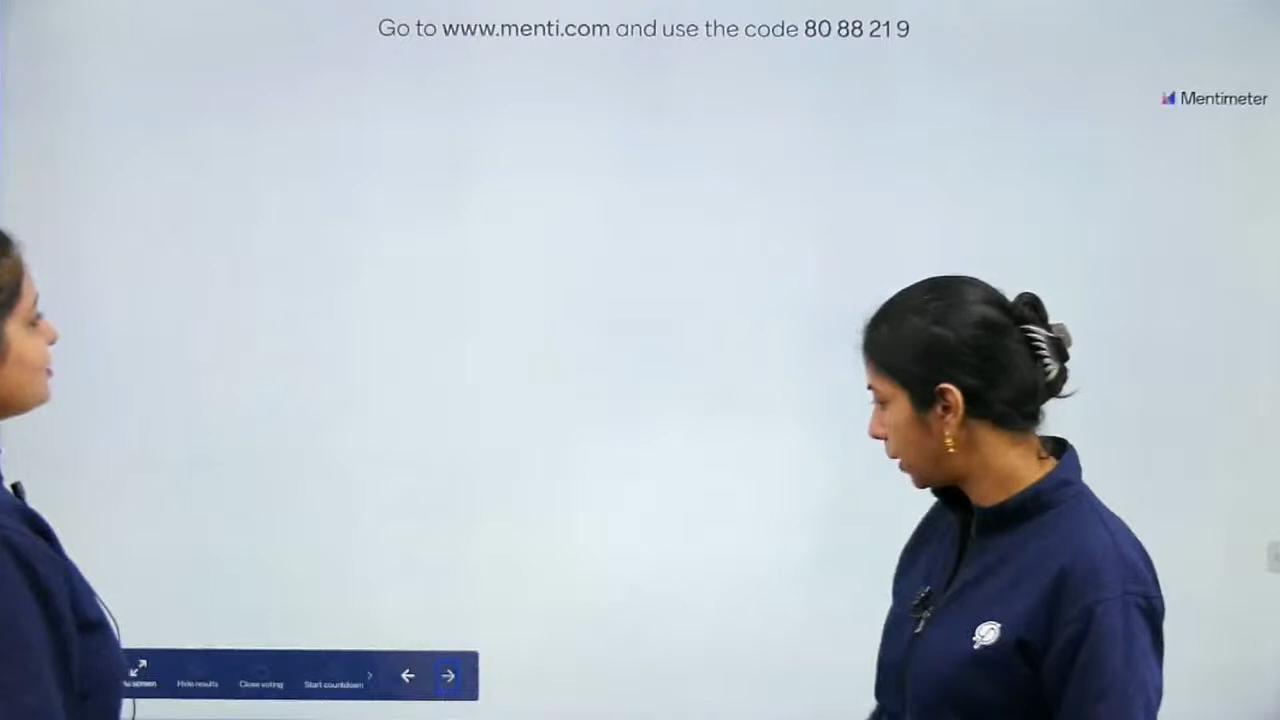 Go to www.menti.com and use the code 80 88 21 9
Mentimeter
screen Hide results Close voting Start countdown